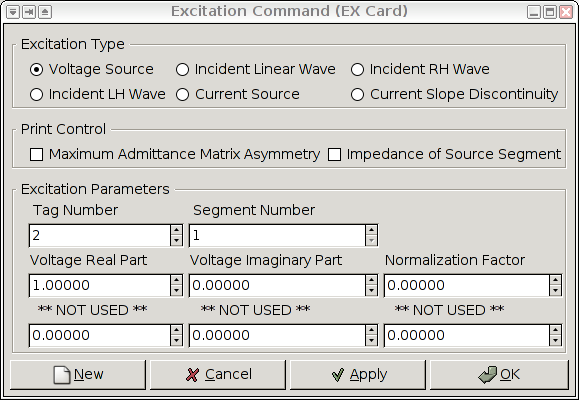 Excitation Command (EX Card)
Excitation Type
Voltage Source Incident Linear Wave Incident RH Wave
Incident LH Wave Current Source Current Slope Discontinuity
Print Control
Maximum Admittance Matrix Asymmetry Impedance of Source Segment
Excitation Parameters
Tag Number Segment Number
2 1
Voltage Real Part Voltage Imaginary Part Normalization Factor
1.00000 0.00000 0.00000
** NOT USED ** ** NOT USED ** ** NOT USED **
0.00000 0.00000 0.00000
New Cancel Apply OK